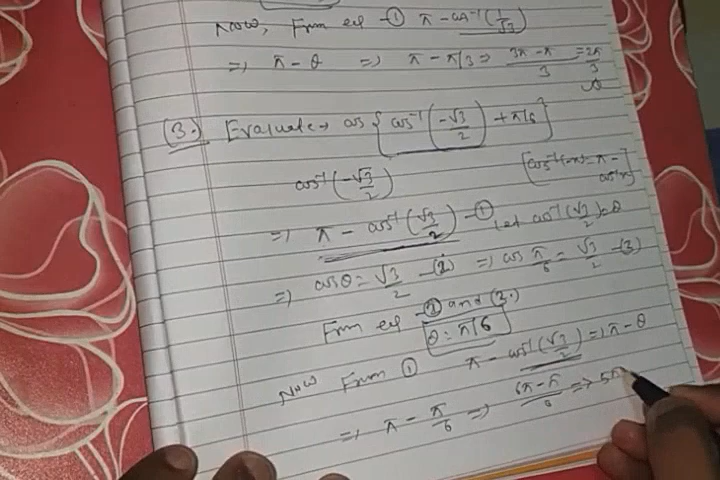 Now, From eq -① π - cos⁻¹(1/√3)
=> π - θ => π - π/3 => 3π - π/3 = 2π/3
(3.) Evaluate → cos { cos⁻¹(-√3/2) + π/6 }
cos⁻¹(-√3/2) [cos⁻¹(-x) = π - cos⁻¹x]
=> π - cos⁻¹(√3/2) -① Let cos⁻¹(√3/2) = θ
=> cosθ = √3/2 -(2) => cos π/6 = √3/2 -(3)
From eq -② and (3.)
θ = π/6
Now From ① π - cos⁻¹(√3/2) => π - θ
=> π - π/6 => 6π - π/6 => 5π